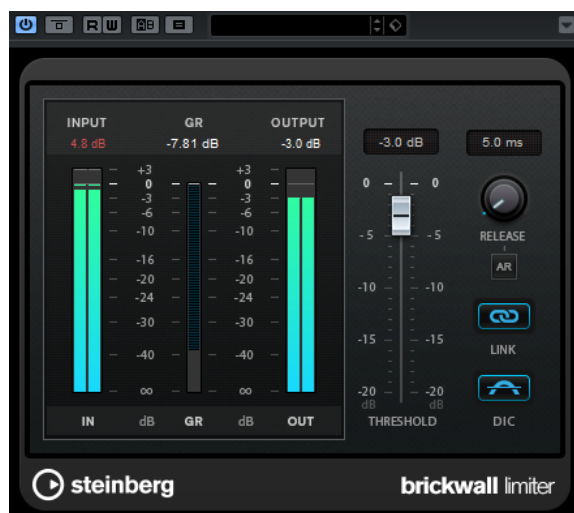 R W A B
INPUT GR OUTPUT
4.8 dB -7.81 dB -3.0 dB
-3.0 dB 5.0 ms
+3 +3
0 0
-3 -3
-6 -6
-10 -10
-16 -16
-20 -20
-24 -24
-30 -30
-40 -40
∞ ∞
IN dB GR dB OUT
0 0
-5 -5
-10 -10
-15 -15
-20 -20
dB dB
THRESHOLD
RELEASE
AR
LINK
DIC
steinberg brickwall limiter